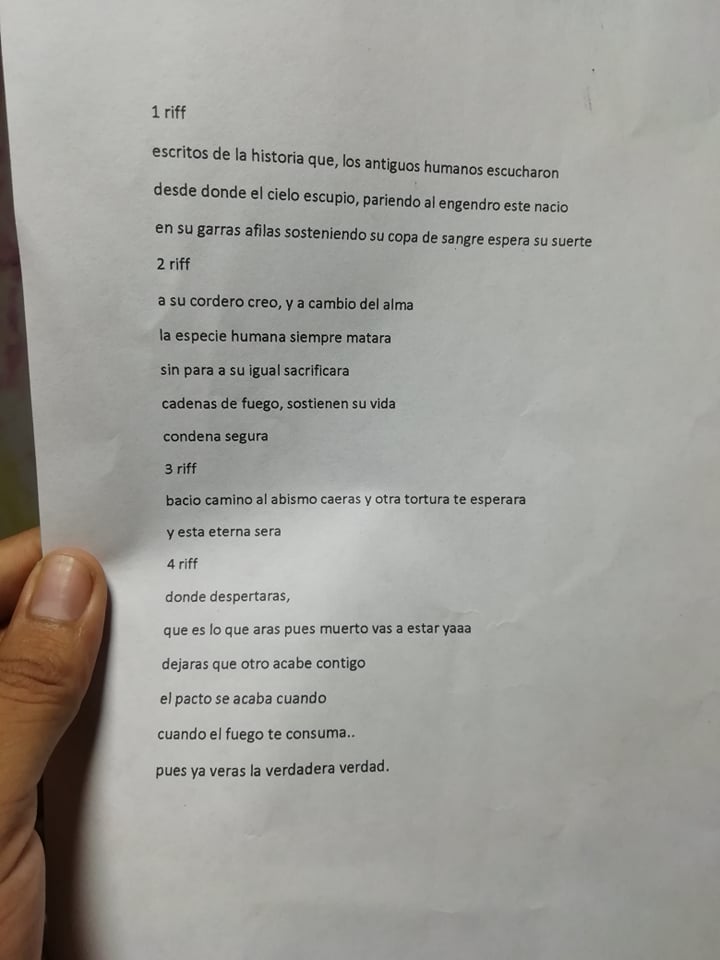 1 riff
escritos de la historia que, los antiguos humanos escucharon
desde donde el cielo escupio, pariendo al engendro este nacio
en su garras afilas sosteniendo su copa de sangre espera su suerte
2 riff
a su cordero creo, y a cambio del alma
la especie humana siempre matara
sin para a su igual sacrificara
cadenas de fuego, sostienen su vida
condena segura
3 riff
bacio camino al abismo caeras y otra tortura te esperara
y esta eterna sera
4 riff
donde despertaras,
que es lo que aras pues muerto vas a estar yaaa
dejaras que otro acabe contigo
el pacto se acaba cuando
cuando el fuego te consuma..
pues ya veras la verdadera verdad.